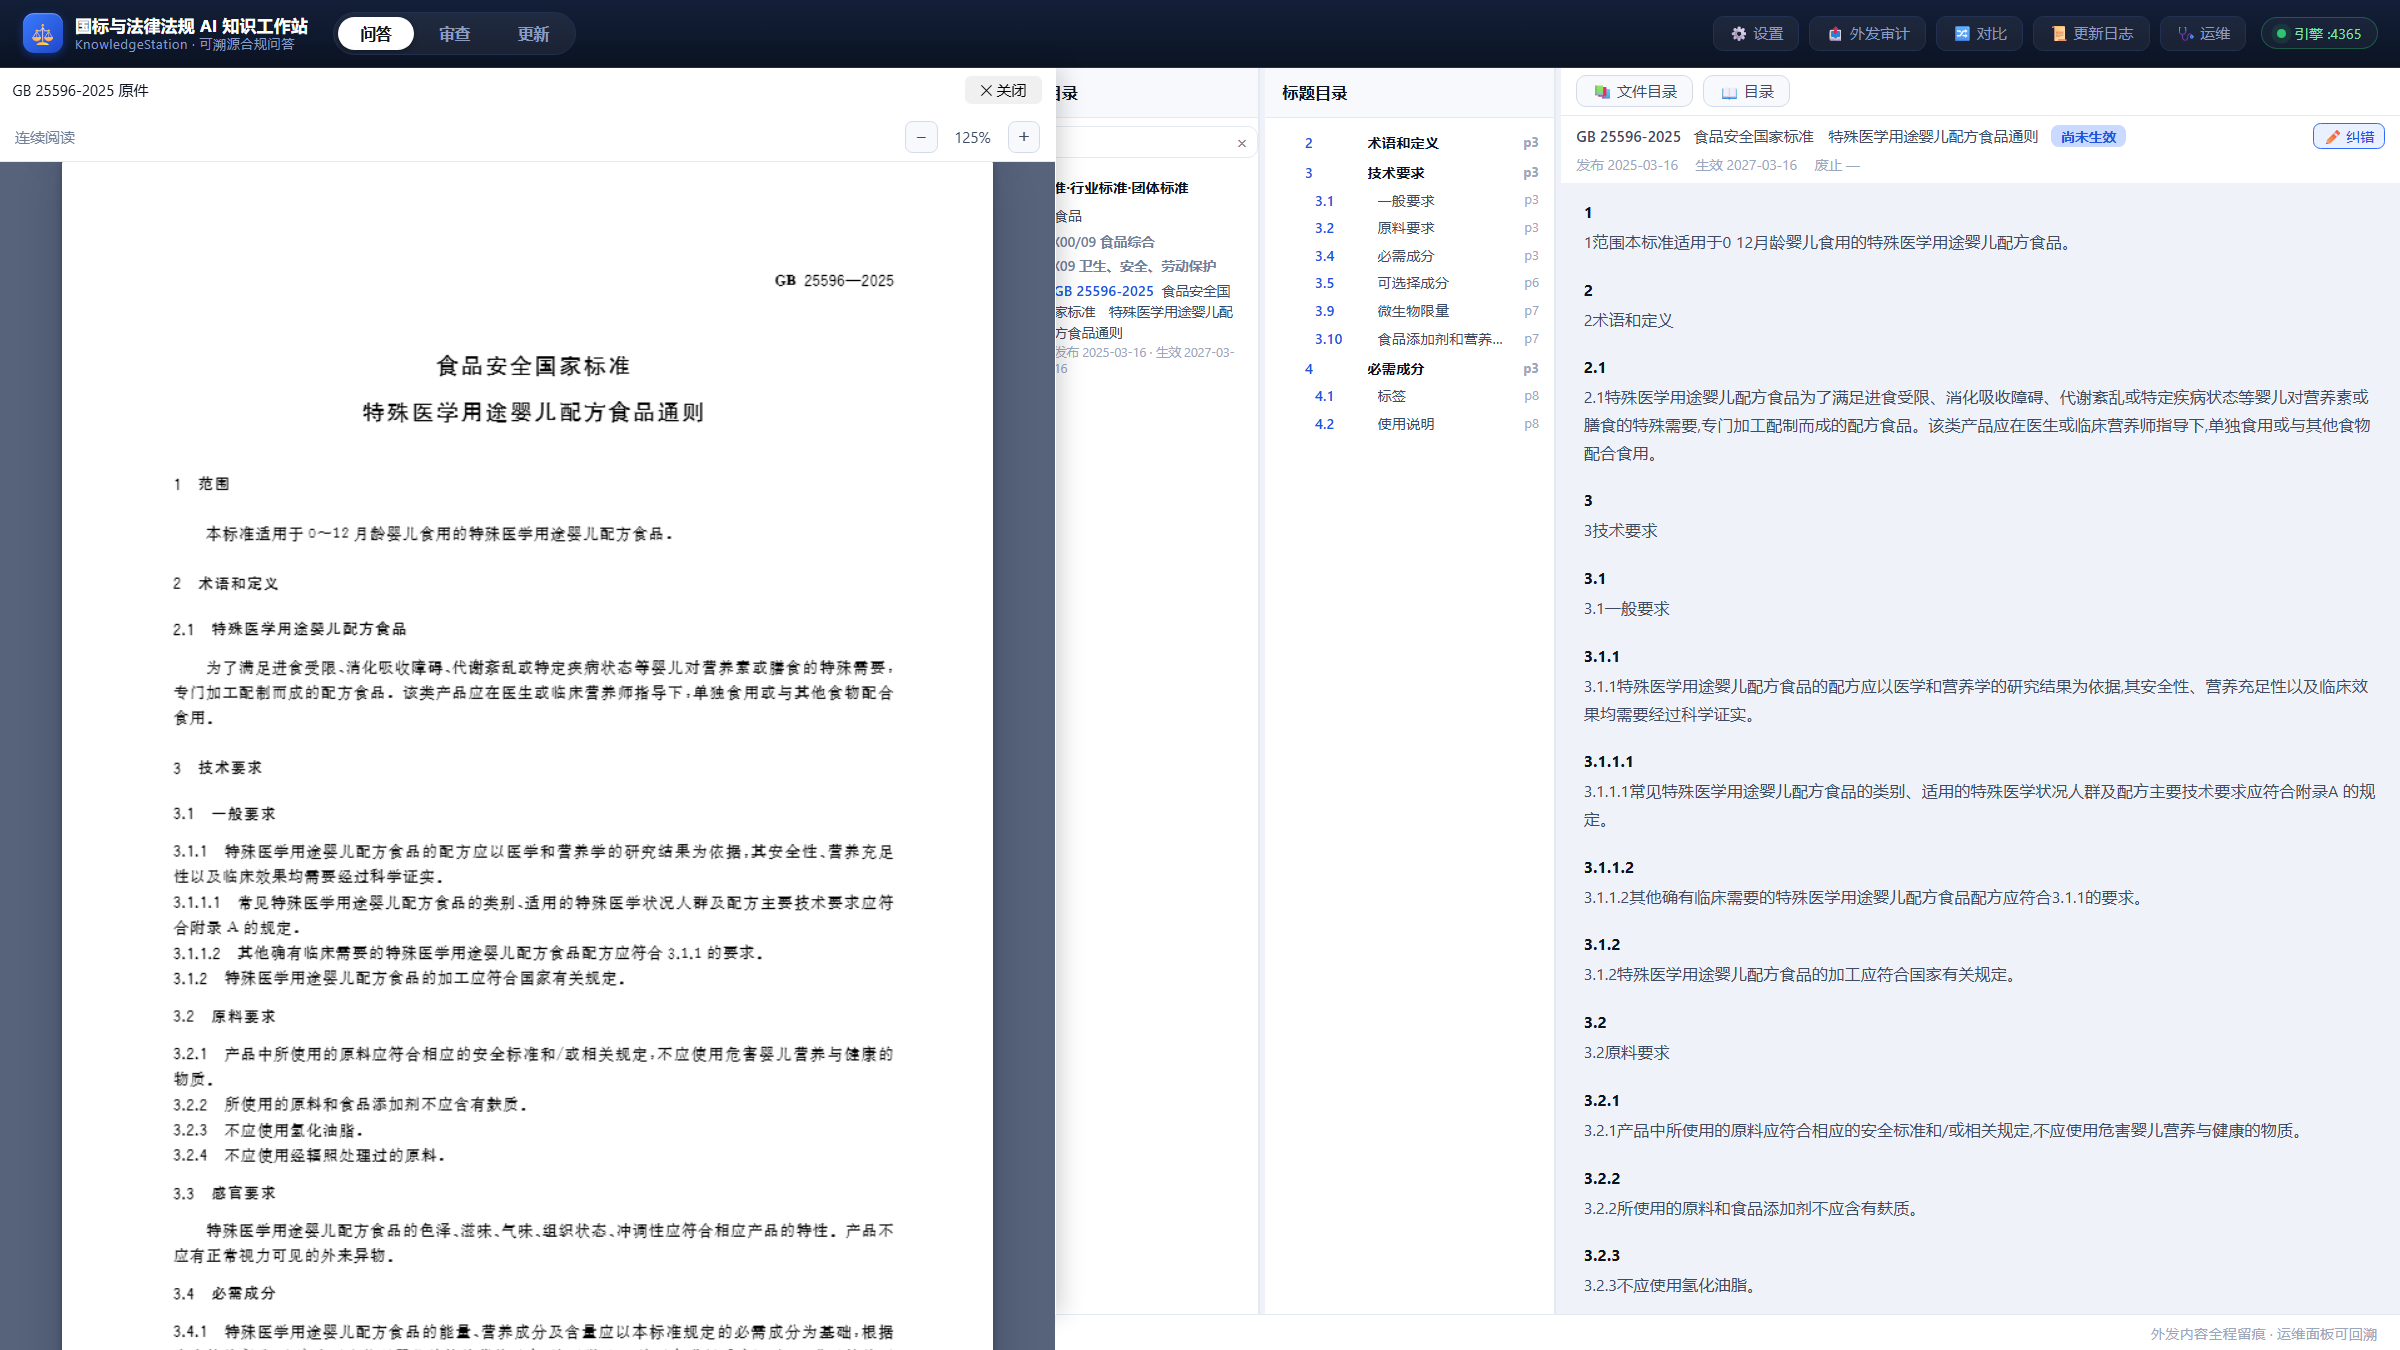 国标与法律法规 AI 知识工作站
KnowledgeStation · 可溯源合规问答
问答
审查
更新
设置
外发审计
对比
更新日志
运维
引擎 :4365
GB 25596-2025 原件
× 关闭
连续阅读
−
125%
+
GB 25596—2025
食品安全国家标准
特殊医学用途婴儿配方食品通则
1 范围
本标准适用于 0～12 月龄婴儿食用的特殊医学用途婴儿配方食品。
2 术语和定义
2.1 特殊医学用途婴儿配方食品
为了满足进食受限、消化吸收障碍、代谢紊乱或特定疾病状态等婴儿对营养素或膳食的特殊需要,
专门加工配制而成的配方食品。该类产品应在医生或临床营养师指导下,单独食用或与其他食物配合
食用。
3 技术要求
3.1 一般要求
3.1.1 特殊医学用途婴儿配方食品的配方应以医学和营养学的研究结果为依据,其安全性、营养充足
性以及临床效果均需要经过科学证实。
3.1.1.1 常见特殊医学用途婴儿配方食品的类别、适用的特殊医学状况人群及配方主要技术要求应符
合附录 A 的规定。
3.1.1.2 其他确有临床需要的特殊医学用途婴儿配方食品配方应符合 3.1.1 的要求。
3.1.2 特殊医学用途婴儿配方食品的加工应符合国家有关规定。
3.2 原料要求
3.2.1 产品中所使用的原料应符合相应的安全标准和/或相关规定,不应使用危害婴儿营养与健康的
物质。
3.2.2 所使用的原料和食品添加剂不应含有麸质。
3.2.3 不应使用氢化油脂。
3.2.4 不应使用经辐照处理过的原料。
3.3 感官要求
特殊医学用途婴儿配方食品的色泽、滋味、气味、组织状态、冲调性应符合相应产品的特性。产品不
应有正常视力可见的外来异物。
3.4 必需成分
3.4.1 特殊医学用途婴儿配方食品的能量、营养成分及含量应以本标准规定的必需成分为基础,根据
目录
×
准·行业标准·团体标准
食品
X00/09 食品综合
X09 卫生、安全、劳动保护
GB 25596-2025 食品安全国
家标准 特殊医学用途婴儿配
方食品通则
发布 2025-03-16 · 生效 2027-03-
16
标题目录
2 术语和定义 p3
3 技术要求 p3
3.1 一般要求 p3
3.2 原料要求 p3
3.4 必需成分 p3
3.5 可选择成分 p6
3.9 微生物限量 p7
3.10 食品添加剂和营养... p7
4 必需成分 p3
4.1 标签 p8
4.2 使用说明 p8
文件目录
目录
GB 25596-2025 食品安全国家标准 特殊医学用途婴儿配方食品通则 尚未生效
纠错
发布 2025-03-16 生效 2027-03-16 废止 —
1
1范围本标准适用于0 12月龄婴儿食用的特殊医学用途婴儿配方食品。
2
2术语和定义
2.1
2.1特殊医学用途婴儿配方食品为了满足进食受限、消化吸收障碍、代谢紊乱或特定疾病状态等婴儿对营养素或
膳食的特殊需要,专门加工配制而成的配方食品。该类产品应在医生或临床营养师指导下,单独食用或与其他食物
配合食用。
3
3技术要求
3.1
3.1一般要求
3.1.1
3.1.1特殊医学用途婴儿配方食品的配方应以医学和营养学的研究结果为依据,其安全性、营养充足性以及临床效
果均需要经过科学证实。
3.1.1.1
3.1.1.1常见特殊医学用途婴儿配方食品的类别、适用的特殊医学状况人群及配方主要技术要求应符合附录A 的规
定。
3.1.1.2
3.1.1.2其他确有临床需要的特殊医学用途婴儿配方食品配方应符合3.1.1的要求。
3.1.2
3.1.2特殊医学用途婴儿配方食品的加工应符合国家有关规定。
3.2
3.2原料要求
3.2.1
3.2.1产品中所使用的原料应符合相应的安全标准和/或相关规定,不应使用危害婴儿营养与健康的物质。
3.2.2
3.2.2所使用的原料和食品添加剂不应含有麸质。
3.2.3
3.2.3不应使用氢化油脂。
外发内容全程留痕 · 运维面板可回溯